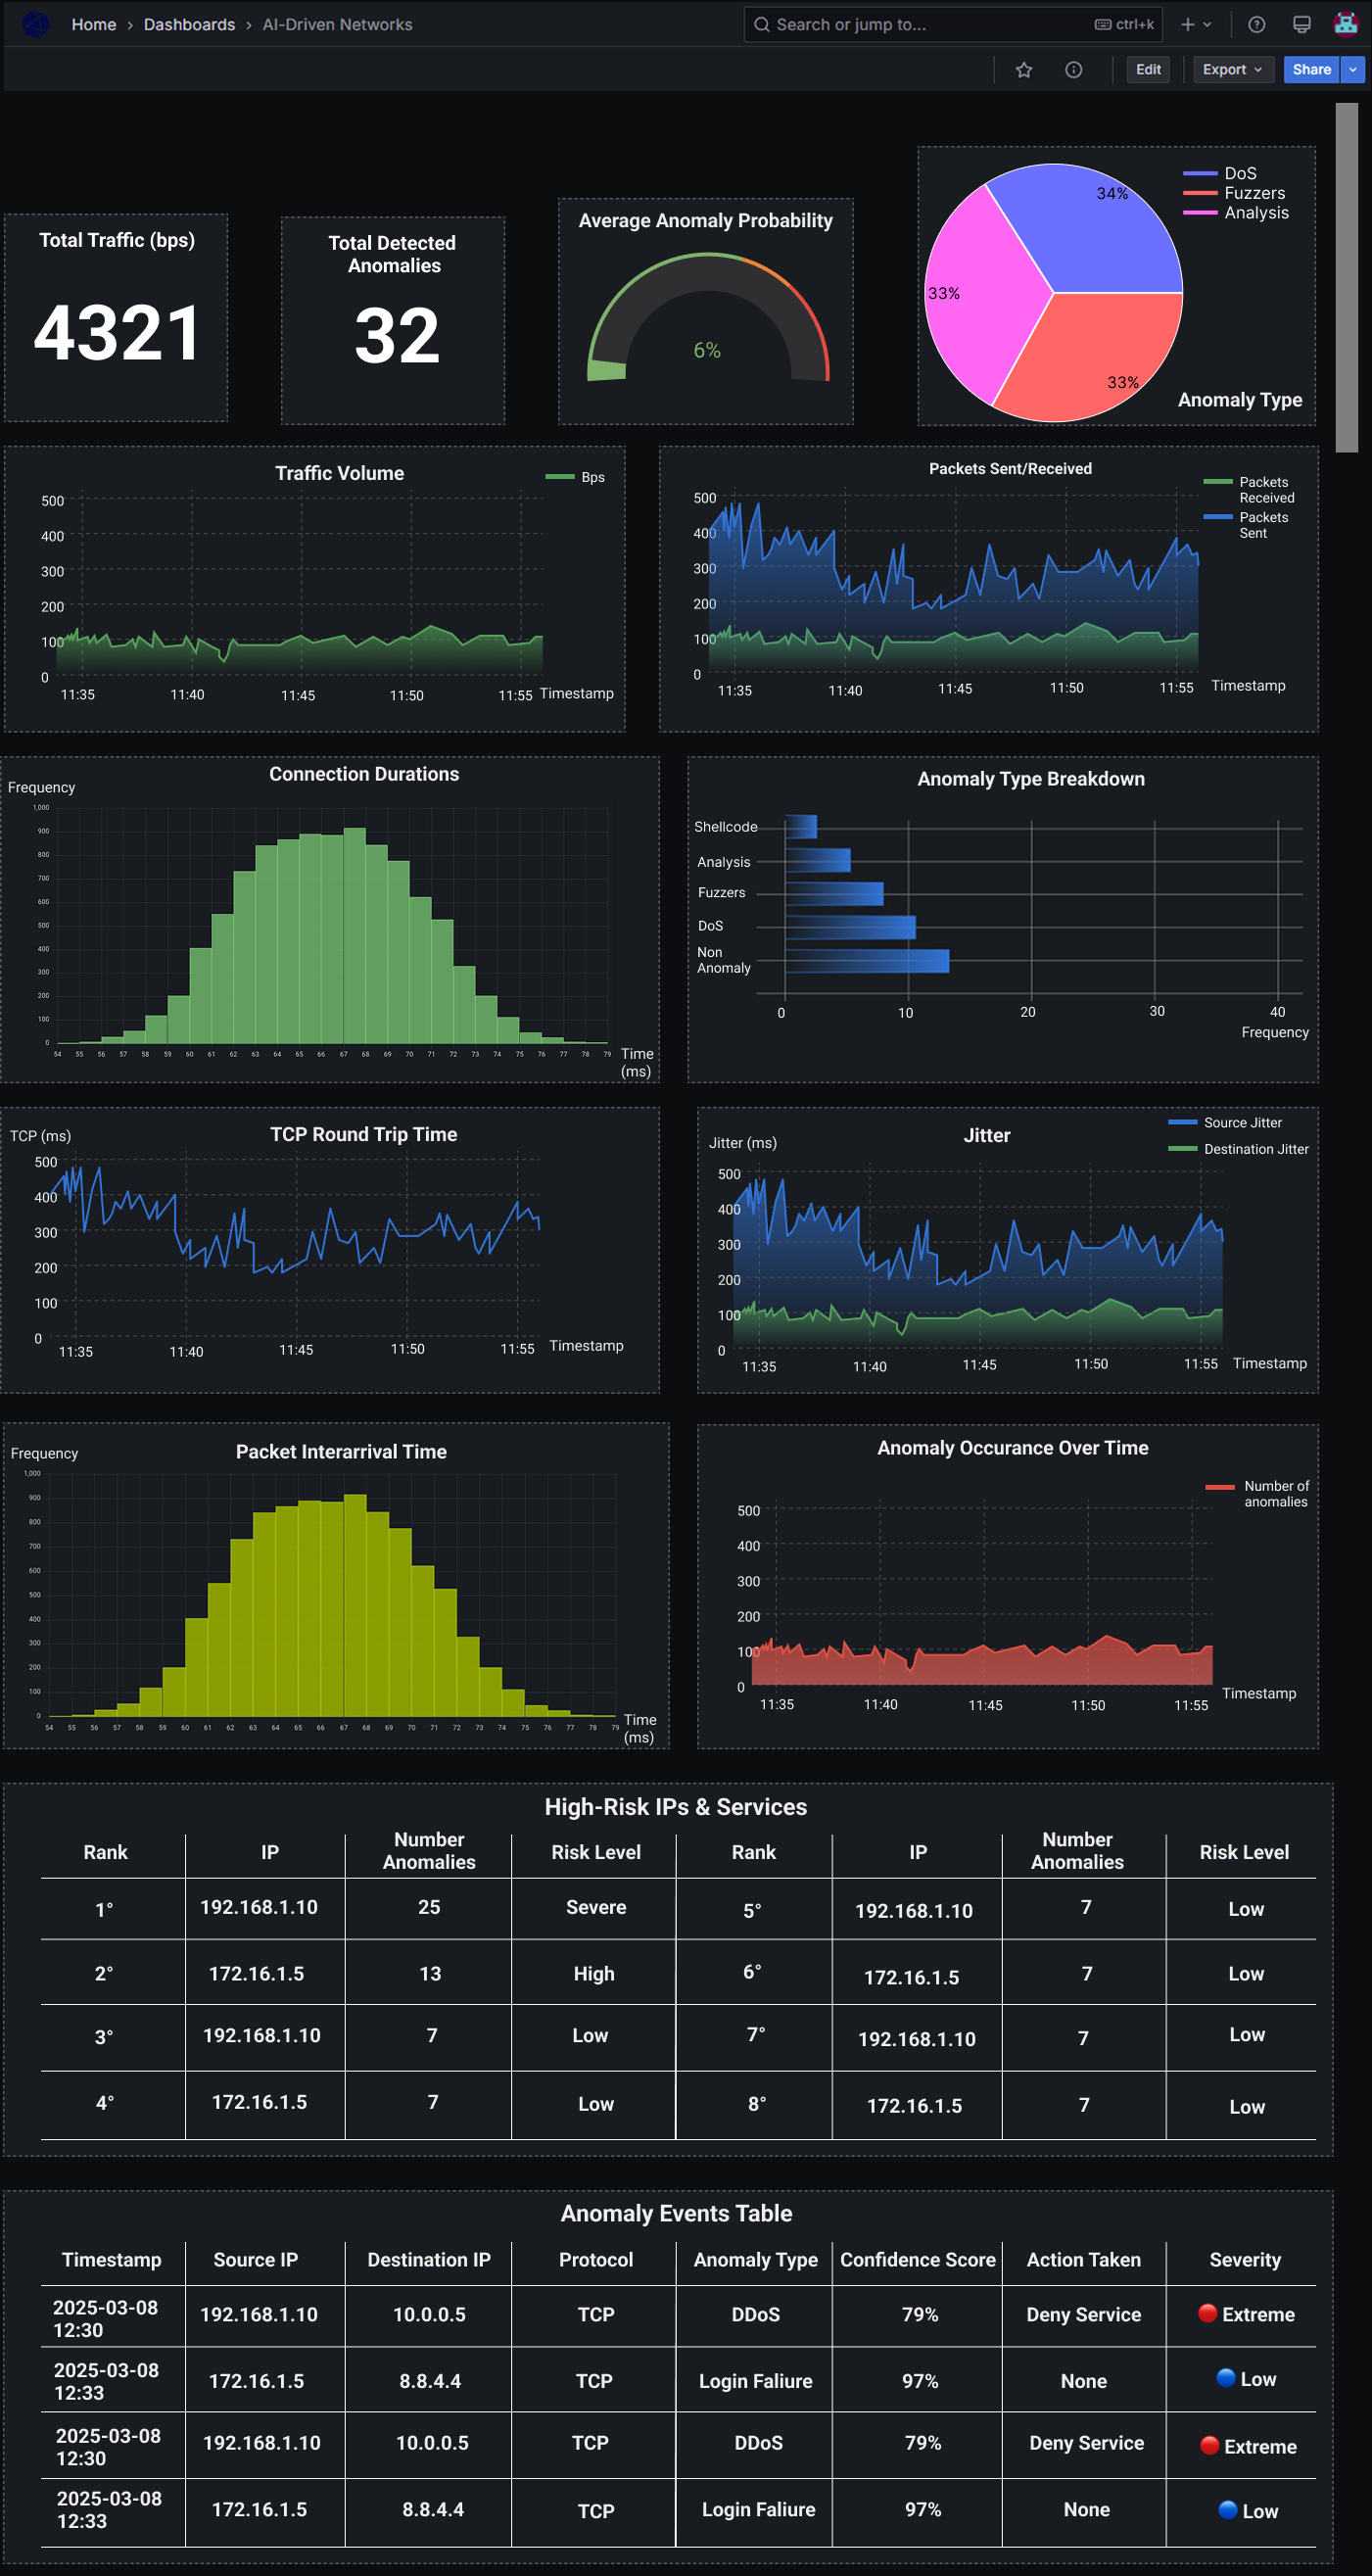 Home › Dashboards › AI-Driven Networks
Search or jump to...
ctrl+k
Edit
Export
Share
Total Traffic (bps)
4321
Total Detected
Anomalies
32
Average Anomaly Probability
6%
DoS
Fuzzers
Analysis
34%
33%
33%
Anomaly Type
Traffic Volume
Bps
500
400
300
200
100
0
11:35 11:40 11:45 11:50 11:55 Timestamp
Packets Sent/Received
Packets
Received
Packets
Sent
500
400
300
200
100
0
11:35 11:40 11:45 11:50 11:55 Timestamp
Connection Durations
Frequency
1,000
900
800
700
600
500
400
300
200
100
0
54 55 56 57 58 59 60 61 62 63 64 65 66 67 68 69 70 71 72 73 74 75 76 77 78 79
Time
(ms)
Anomaly Type Breakdown
Shellcode
Analysis
Fuzzers
DoS
Non
Anomaly
0 10 20 30 40
Frequency
TCP Round Trip Time
TCP (ms)
500
400
300
200
100
0
11:35 11:40 11:45 11:50 11:55 Timestamp
Jitter
Source Jitter
Destination Jitter
Jitter (ms)
500
400
300
200
100
0
11:35 11:40 11:45 11:50 11:55 Timestamp
Packet Interarrival Time
Frequency
1,000
900
800
700
600
500
400
300
200
100
0
54 55 56 57 58 59 60 61 62 63 64 65 66 67 68 69 70 71 72 73 74 75 76 77 78 79
Time
(ms)
Anomaly Occurance Over Time
Number of
anomalies
500
400
300
200
100
0
11:35 11:40 11:45 11:50 11:55 Timestamp
High-Risk IPs & Services
Rank IP Number Anomalies Risk Level Rank IP Number Anomalies Risk Level
1° 192.168.1.10 25 Severe 5° 192.168.1.10 7 Low
2° 172.16.1.5 13 High 6° 172.16.1.5 7 Low
3° 192.168.1.10 7 Low 7° 192.168.1.10 7 Low
4° 172.16.1.5 7 Low 8° 172.16.1.5 7 Low
Anomaly Events Table
Timestamp Source IP Destination IP Protocol Anomaly Type Confidence Score Action Taken Severity
2025-03-08 12:30 192.168.1.10 10.0.0.5 TCP DDoS 79% Deny Service Extreme
2025-03-08 12:33 172.16.1.5 8.8.4.4 TCP Login Faliure 97% None Low
2025-03-08 12:30 192.168.1.10 10.0.0.5 TCP DDoS 79% Deny Service Extreme
2025-03-08 12:33 172.16.1.5 8.8.4.4 TCP Login Faliure 97% None Low